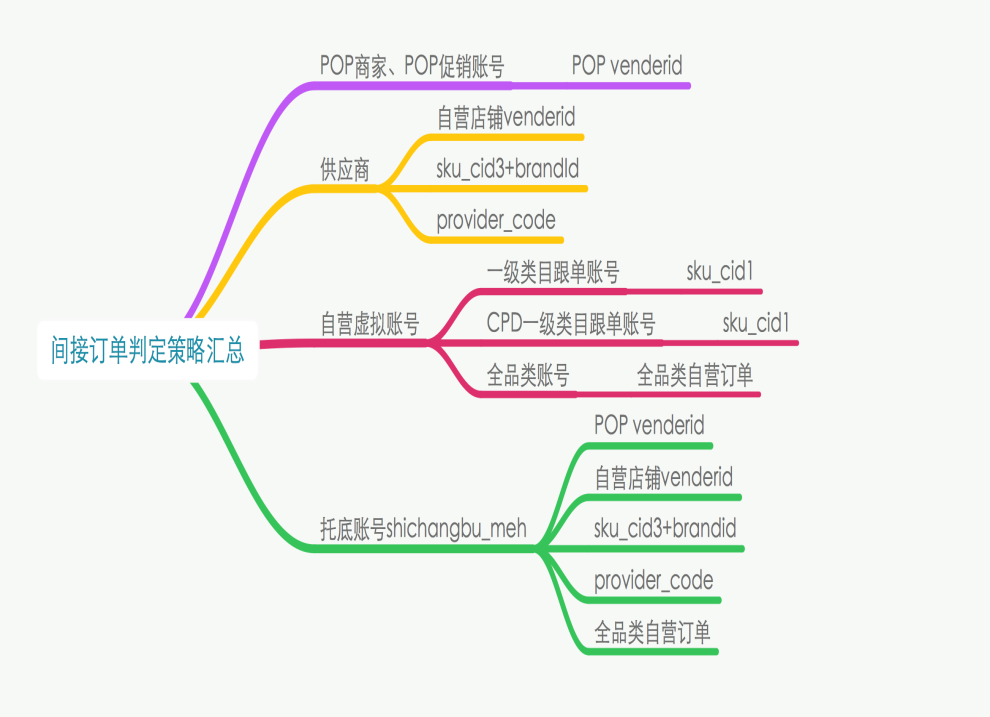 POP商家、POP促销账号
POP venderid
供应商
自营店铺venderid
sku_cid3+brandId
provider_code
间接订单判定策略汇总
自营虚拟账号
一级类目跟单账号
sku_cid1
CPD一级类目跟单账号
sku_cid1
全品类账号
全品类自营订单
托底账号shichangbu_meh
POP venderid
自营店铺venderid
sku_cid3+brandid
provider_code
全品类自营订单